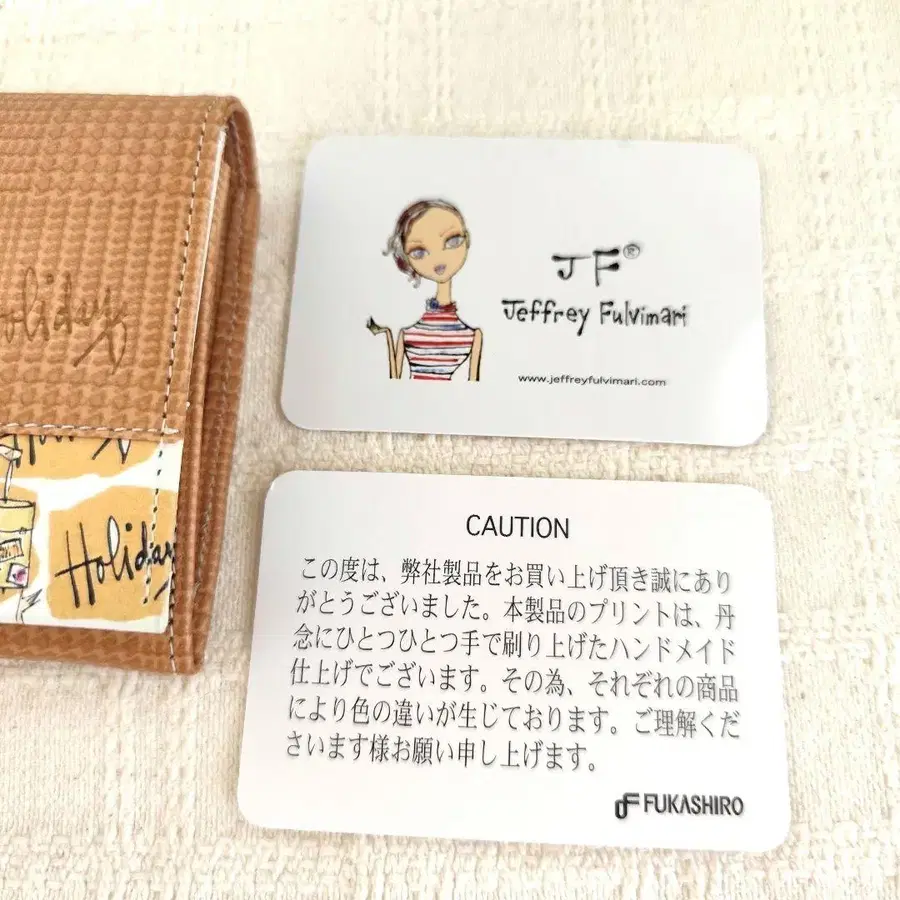 JF®
Jeffrey Fulvimari
www.jeffreyfulvimari.com
Holiday
Holiday
CAUTION
この度は、弊社製品をお買い上げ頂き誠にあり
がとうございました。本製品のプリントは、丹
念にひとつひとつ手で刷り上げたハンドメイド
仕上げでございます。その為、それぞれの商品
により色の違いが生じております。ご理解くだ
さいます様お願い申し上げます。
FUKASHIRO